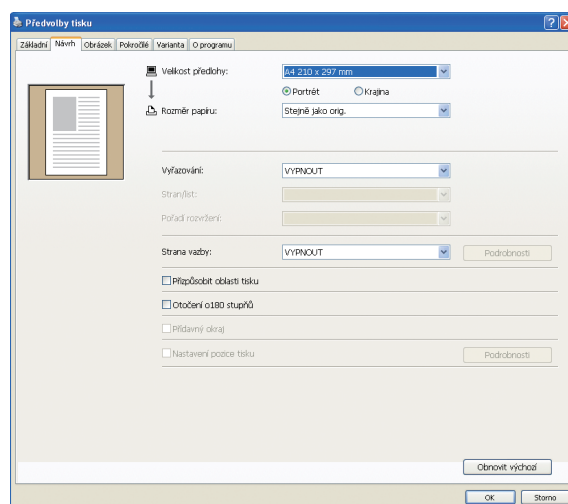 Předvolby tisku
Základní Návrh Obrázek Pokročilé Varianta O programu
Velikost předlohy: A4 210 x 297 mm
Portrét Krajina
Rozměr papíru: Stejně jako orig.
Vyřazování: VYPNOUT
Stran/list:
Pořadí rozvržení:
Strana vazby: VYPNOUT Podrobnosti
Přizpůsobit oblasti tisku
Otočení o180 stupňů
Přídavný okraj
Nastavení pozice tisku Podrobnosti
Obnovit výchozí
OK Storno